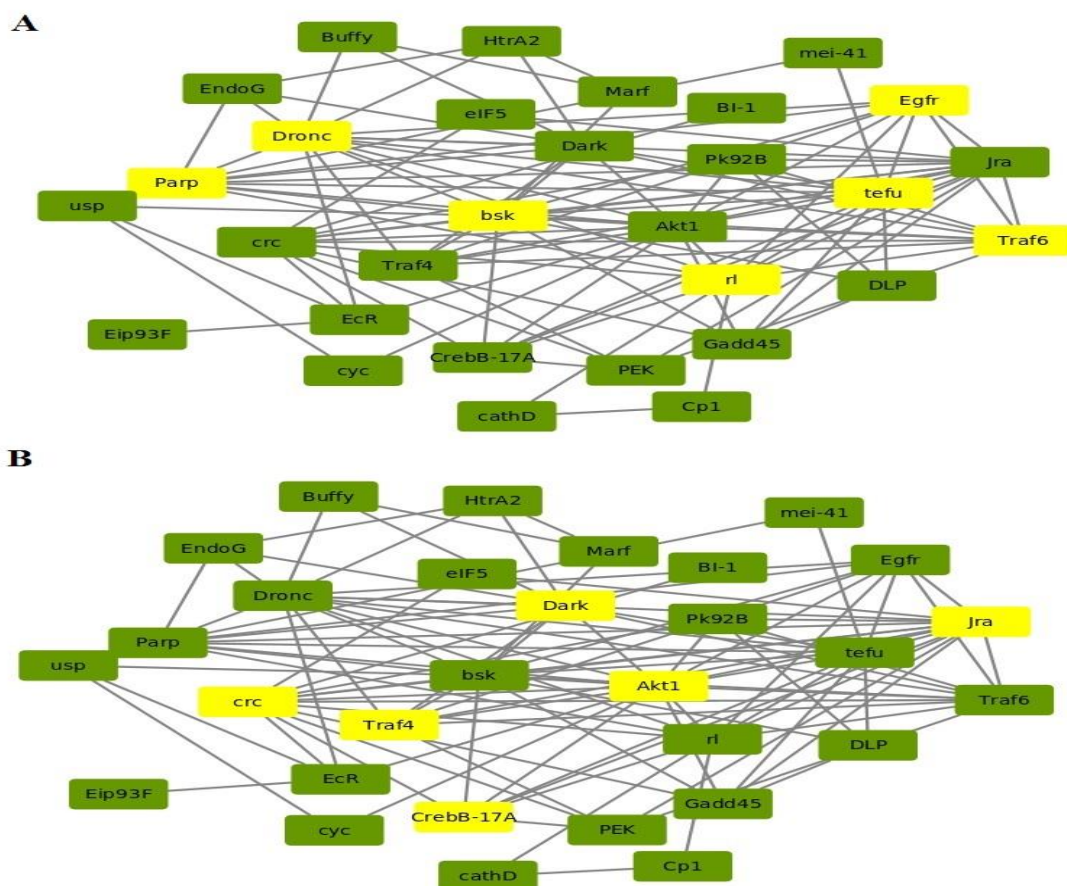 A
Buffy
HtrA2
mei-41
EndoG
Marf
BI-1
Egfr
eIF5
Dronc
Dark
Pk92B
Jra
Parp
tefu
usp
bsk
Akt1
crc
Traf6
Traf4
rl
DLP
EcR
Eip93F
Gadd45
CrebB-17A
cyc
PEK
Cp1
cathD
B
Buffy
HtrA2
mei-41
EndoG
Marf
BI-1
Egfr
eIF5
Dronc
Dark
Pk92B
Jra
Parp
tefu
usp
bsk
Akt1
crc
Traf6
Traf4
rl
DLP
EcR
Eip93F
Gadd45
CrebB-17A
cyc
PEK
Cp1
cathD